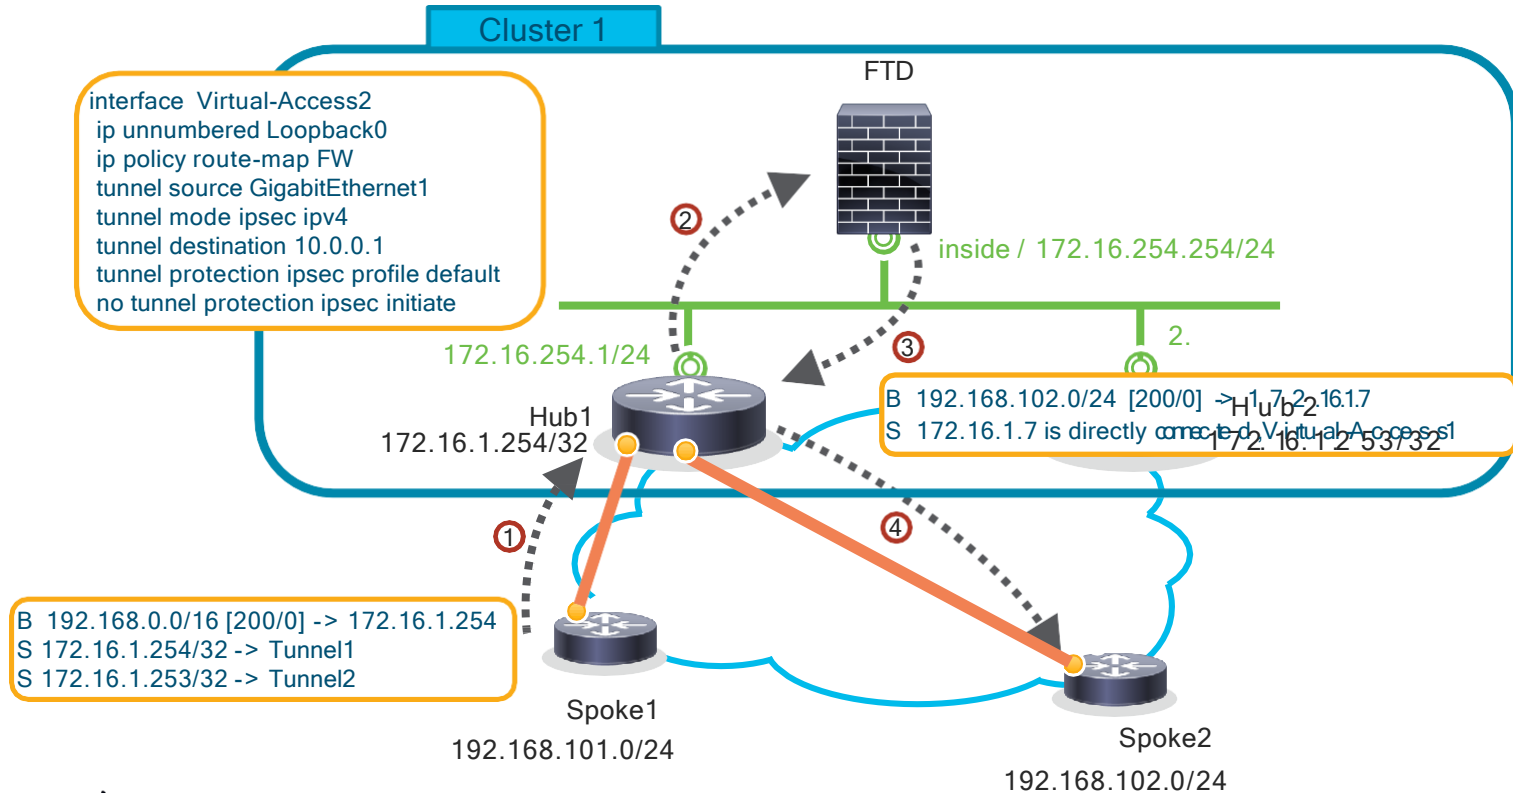 Cluster 1
FTD
interface Virtual-Access2
ip unnumbered Loopback0
ip policy route-map FW
tunnel source GigabitEthernet1
tunnel mode ipsec ipv4
tunnel destination 10.0.0.1
tunnel protection ipsec profile default
no tunnel protection ipsec initiate
2
inside / 172.16.254.254/24
3
172.16.254.1/24
2.
Hub1
172.16.1.254/32
B 192.168.102.0/24 [200/0] -> 172.16.1.7
S 172.16.1.7 is directly connected, Virtual-Access1
Hub2
172.16.1.253/32
1
4
B 192.168.0.0/16 [200/0] -> 172.16.1.254
S 172.16.1.254/32 -> Tunnel1
S 172.16.1.253/32 -> Tunnel2
Spoke1
192.168.101.0/24
Spoke2
192.168.102.0/24